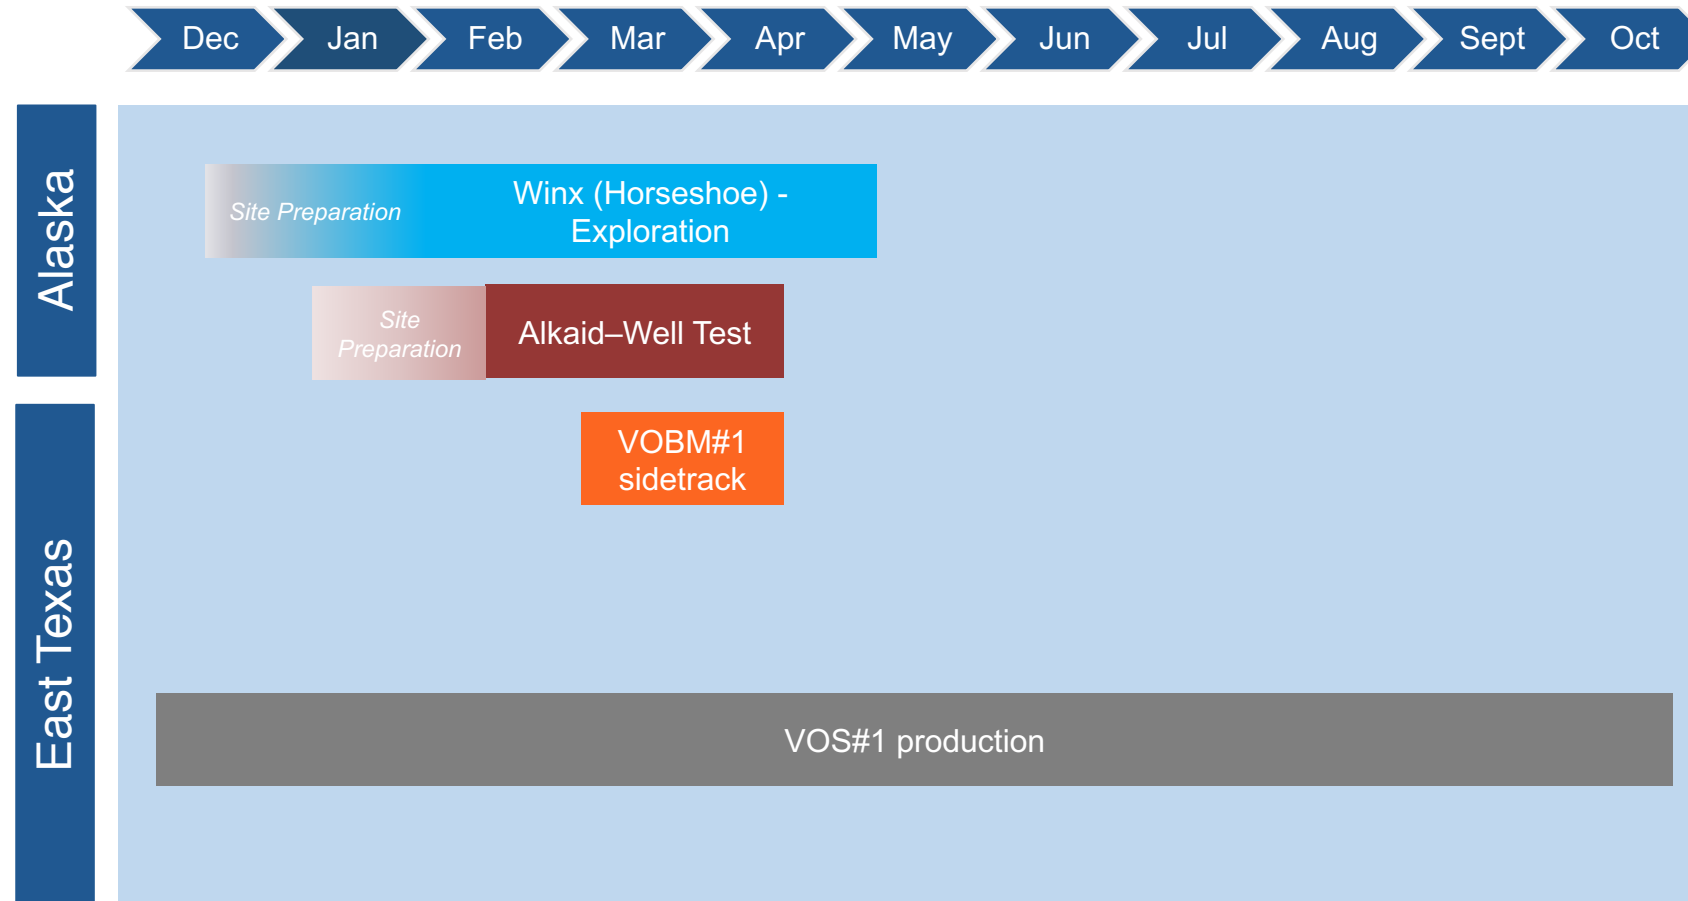 Dec Jan Feb Mar Apr May Jun Jul Aug Sept Oct
Alaska
Site Preparation
Winx (Horseshoe) -
Exploration
Site
Preparation
Alkaid–Well Test
East Texas
VOBM#1
sidetrack
VOS#1 production